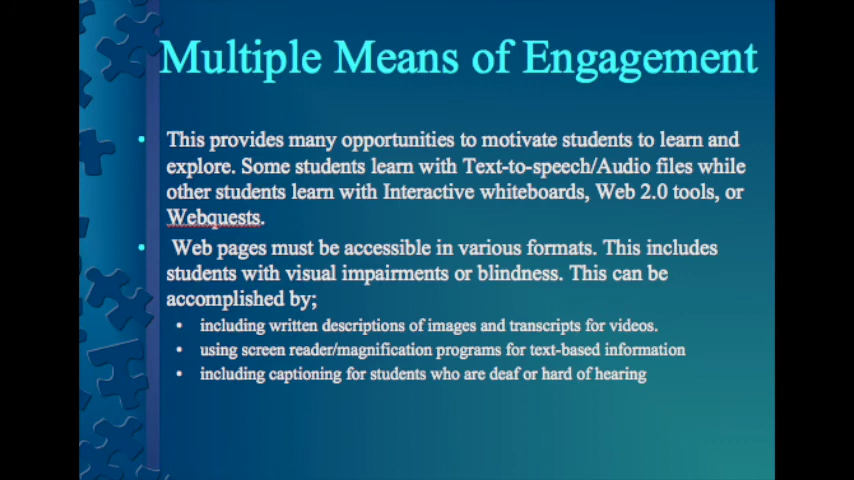 Multiple Means of Engagement
• This provides many opportunities to motivate students to learn and
explore. Some students learn with Text-to-speech/Audio files while
other students learn with Interactive whiteboards, Web 2.0 tools, or
Webquests.
• Web pages must be accessible in various formats. This includes
students with visual impairments or blindness. This can be
accomplished by;
• including written descriptions of images and transcripts for videos.
• using screen reader/magnification programs for text-based information
• including captioning for students who are deaf or hard of hearing